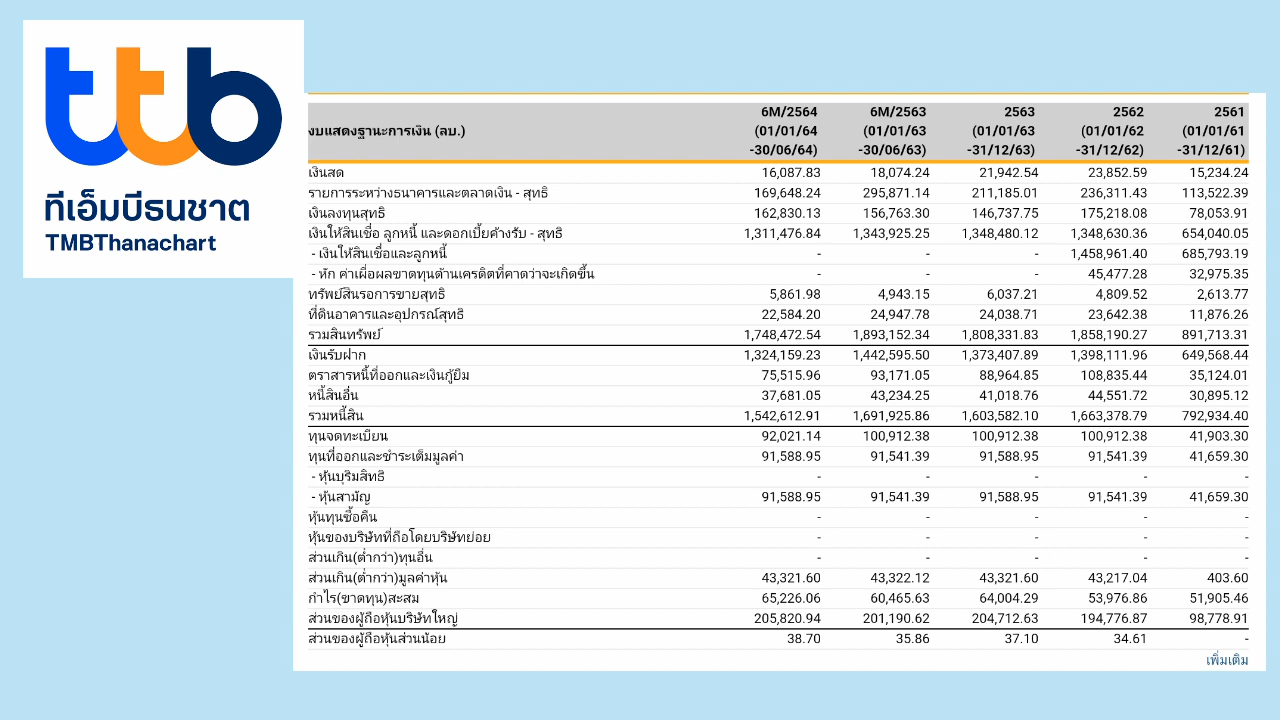 ttb
ทีเอ็มบีธนชาต
TMBThanachart
งบแสดงฐานะการเงิน (ลบ.) 6M/2564 (01/01/64 -30/06/64) 6M/2563 (01/01/63 -30/06/63) 2563 (01/01/63 -31/12/63) 2562 (01/01/62 -31/12/62) 2561 (01/01/61 -31/12/61)
เงินสด 16,087.83 18,074.24 21,942.54 23,852.59 15,234.24
รายการระหว่างธนาคารและตลาดเงิน - สุทธิ 169,648.24 295,871.14 211,185.01 236,311.43 113,522.39
เงินลงทุนสุทธิ 162,830.13 156,763.30 146,737.75 175,218.08 78,053.91
เงินให้สินเชื่อ ลูกหนี้ และดอกเบี้ยค้างรับ - สุทธิ 1,311,476.84 1,343,925.25 1,348,480.12 1,348,630.36 654,040.05
- เงินให้สินเชื่อและลูกหนี้ - - - 1,458,961.40 685,793.19
- หัก ค่าเผื่อผลขาดทุนด้านเครดิตที่คาดว่าจะเกิดขึ้น - - - 45,477.28 32,975.35
ทรัพย์สินรอการขายสุทธิ 5,861.98 4,943.15 6,037.21 4,809.52 2,613.77
ที่ดินอาคารและอุปกรณ์สุทธิ 22,584.20 24,947.78 24,038.71 23,642.38 11,876.26
รวมสินทรัพย์ 1,748,472.54 1,893,152.34 1,808,331.83 1,858,190.27 891,713.31
เงินรับฝาก 1,324,159.23 1,442,595.50 1,373,407.89 1,398,111.96 649,568.44
ตราสารหนี้ที่ออกและเงินกู้ยืม 75,515.96 93,171.05 88,964.85 108,835.44 35,124.01
หนี้สินอื่น 37,681.05 43,234.25 41,018.76 44,551.72 30,895.12
รวมหนี้สิน 1,542,612.91 1,691,925.86 1,603,582.10 1,663,378.79 792,934.40
ทุนจดทะเบียน 92,021.14 100,912.38 100,912.38 100,912.38 41,903.30
ทุนที่ออกและชำระเต็มมูลค่า 91,588.95 91,541.39 91,588.95 91,541.39 41,659.30
- หุ้นบุริมสิทธิ - - - - -
- หุ้นสามัญ 91,588.95 91,541.39 91,588.95 91,541.39 41,659.30
หุ้นทุนซื้อคืน - - - - -
หุ้นของบริษัทที่ถือโดยบริษัทย่อย - - - - -
ส่วนเกิน(ต่ำกว่า)ทุนอื่น - - - - -
ส่วนเกิน(ต่ำกว่า)มูลค่าหุ้น 43,321.60 43,322.12 43,321.60 43,217.04 403.60
กำไร(ขาดทุน)สะสม 65,226.06 60,465.63 64,004.29 53,976.86 51,905.46
ส่วนของผู้ถือหุ้นบริษัทใหญ่ 205,820.94 201,190.62 204,712.63 194,776.87 98,778.91
ส่วนของผู้ถือหุ้นส่วนน้อย 38.70 35.86 37.10 34.61 -
เพิ่มเติม